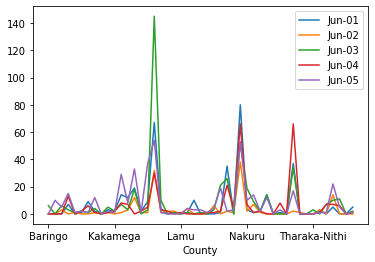 140
120
100
80
60
40
20
0
Jun-01
Jun-02
Jun-03
Jun-04
Jun-05
Baringo Kakamega Lamu Nakuru Tharaka-Nithi
County